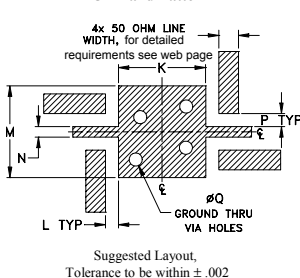 4x 50 OHM LINE
WIDTH, for detailed
requirements see web page
K
P TYP
M
N
℄
℄
L TYP
øQ
GROUND THRU
VIA HOLES
Suggested Layout,
Tolerance to be within ± .002